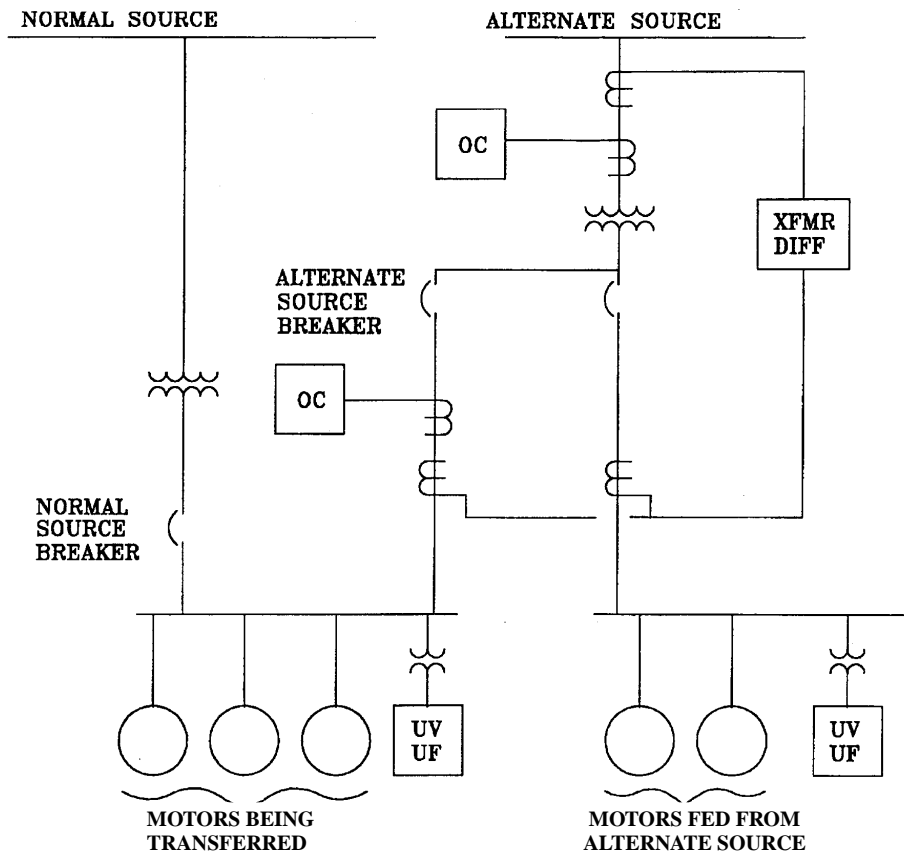 NORMAL SOURCE
ALTERNATE SOURCE
OC
XFMR
DIFF
ALTERNATE
SOURCE
BREAKER
OC
NORMAL
SOURCE
BREAKER
UV
UF
UV
UF
MOTORS BEING
TRANSFERRED
MOTORS FED FROM
ALTERNATE SOURCE